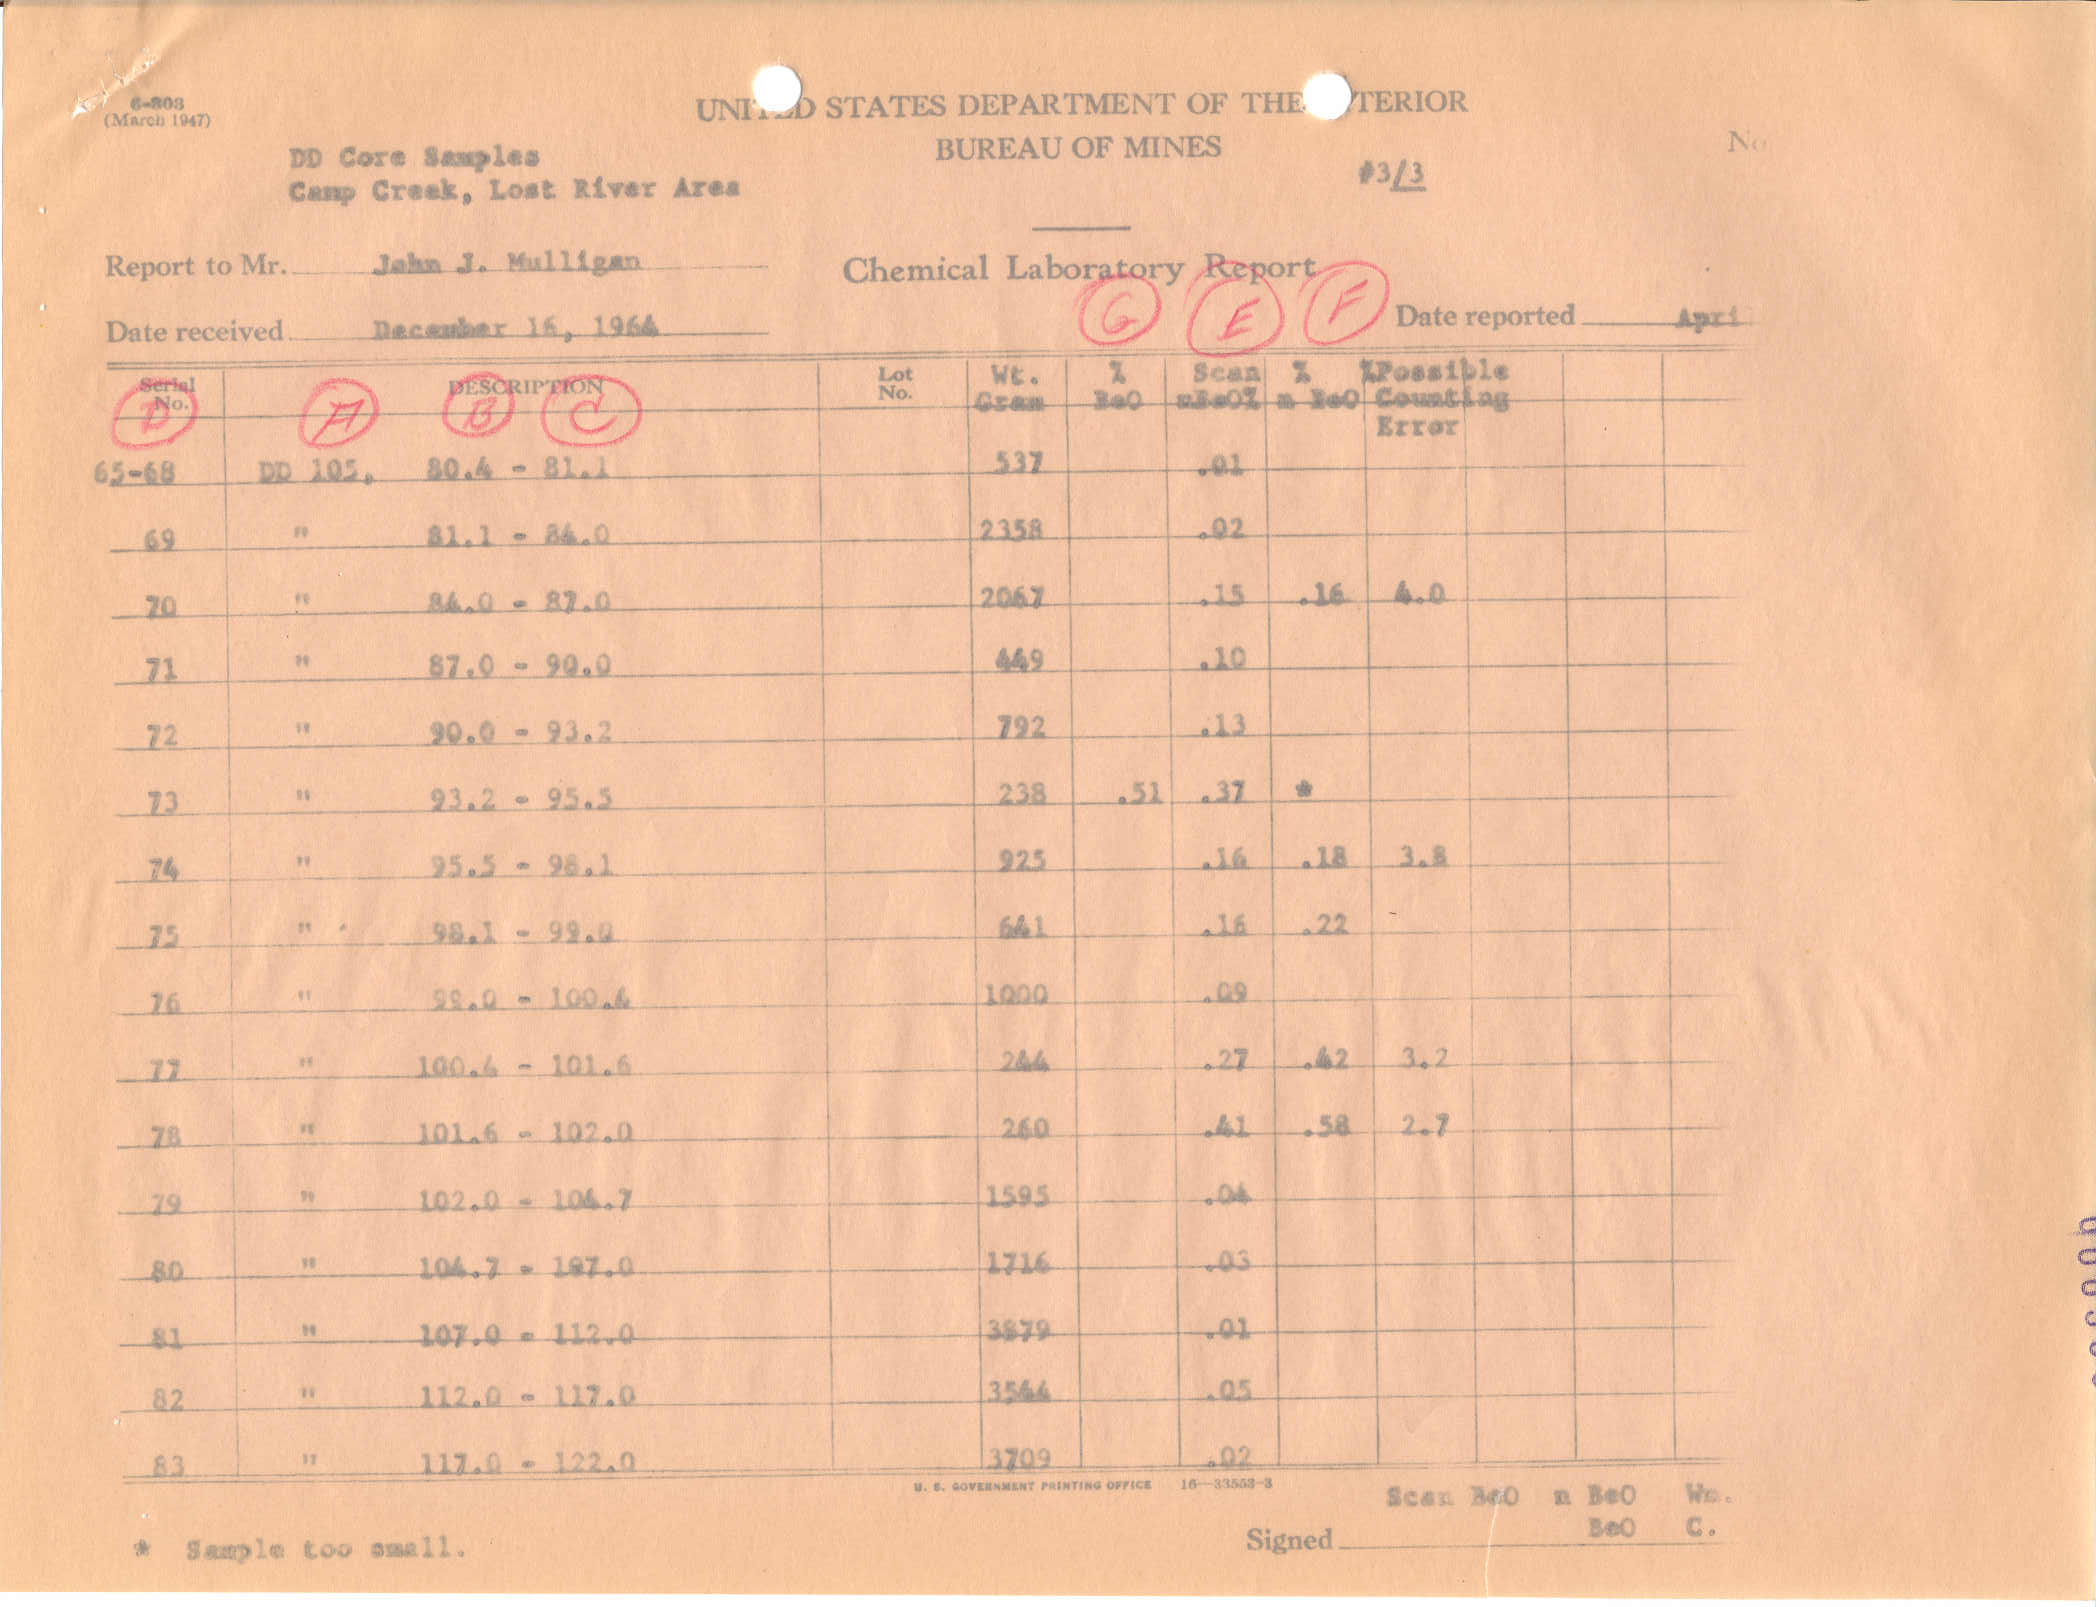 6-803
(March 1947)
UNITED STATES DEPARTMENT OF THE INTERIOR
BUREAU OF MINES
No
DD Core Samples
Camp Creek, Lost River Area
#3/3
Report to Mr. John J. Mulligan
Chemical Laboratory Report
Date received December 16, 1964
G E F
Date reported Apri
Serial No. DESCRIPTION Lot No. Wt. Gram % BeO Scan mBeO% % m BeO %Possible Counting Error
D A B C
65-68 DD 105, 80.4 - 81.1 537 .01
69 " 81.1 - 84.0 2358 .02
70 " 84.0 - 87.0 2067 .15 .16 4.0
71 " 87.0 - 90.0 449 .10
72 " 90.0 - 93.2 792 .13
73 " 93.2 - 95.5 238 .51 .37 *
74 " 95.5 - 98.1 925 .16 .18 3.8
75 " 98.1 - 99.0 641 .16 .22
76 " 99.0 - 100.4 1000 .09
77 " 100.4 - 101.6 244 .27 .42 3.2
78 " 101.6 - 102.0 260 .41 .58 2.7
79 " 102.0 - 104.7 1595 .04
80 " 104.7 - 107.0 1716 .03
81 " 107.0 - 112.0 3879 .01
82 " 112.0 - 117.0 3544 .05
83 " 117.0 - 122.0 3709 .02
U. S. GOVERNMENT PRINTING OFFICE 16—33553-3
Scan BeO m BeO Wm.
BeO C.
Signed
* Sample too small.